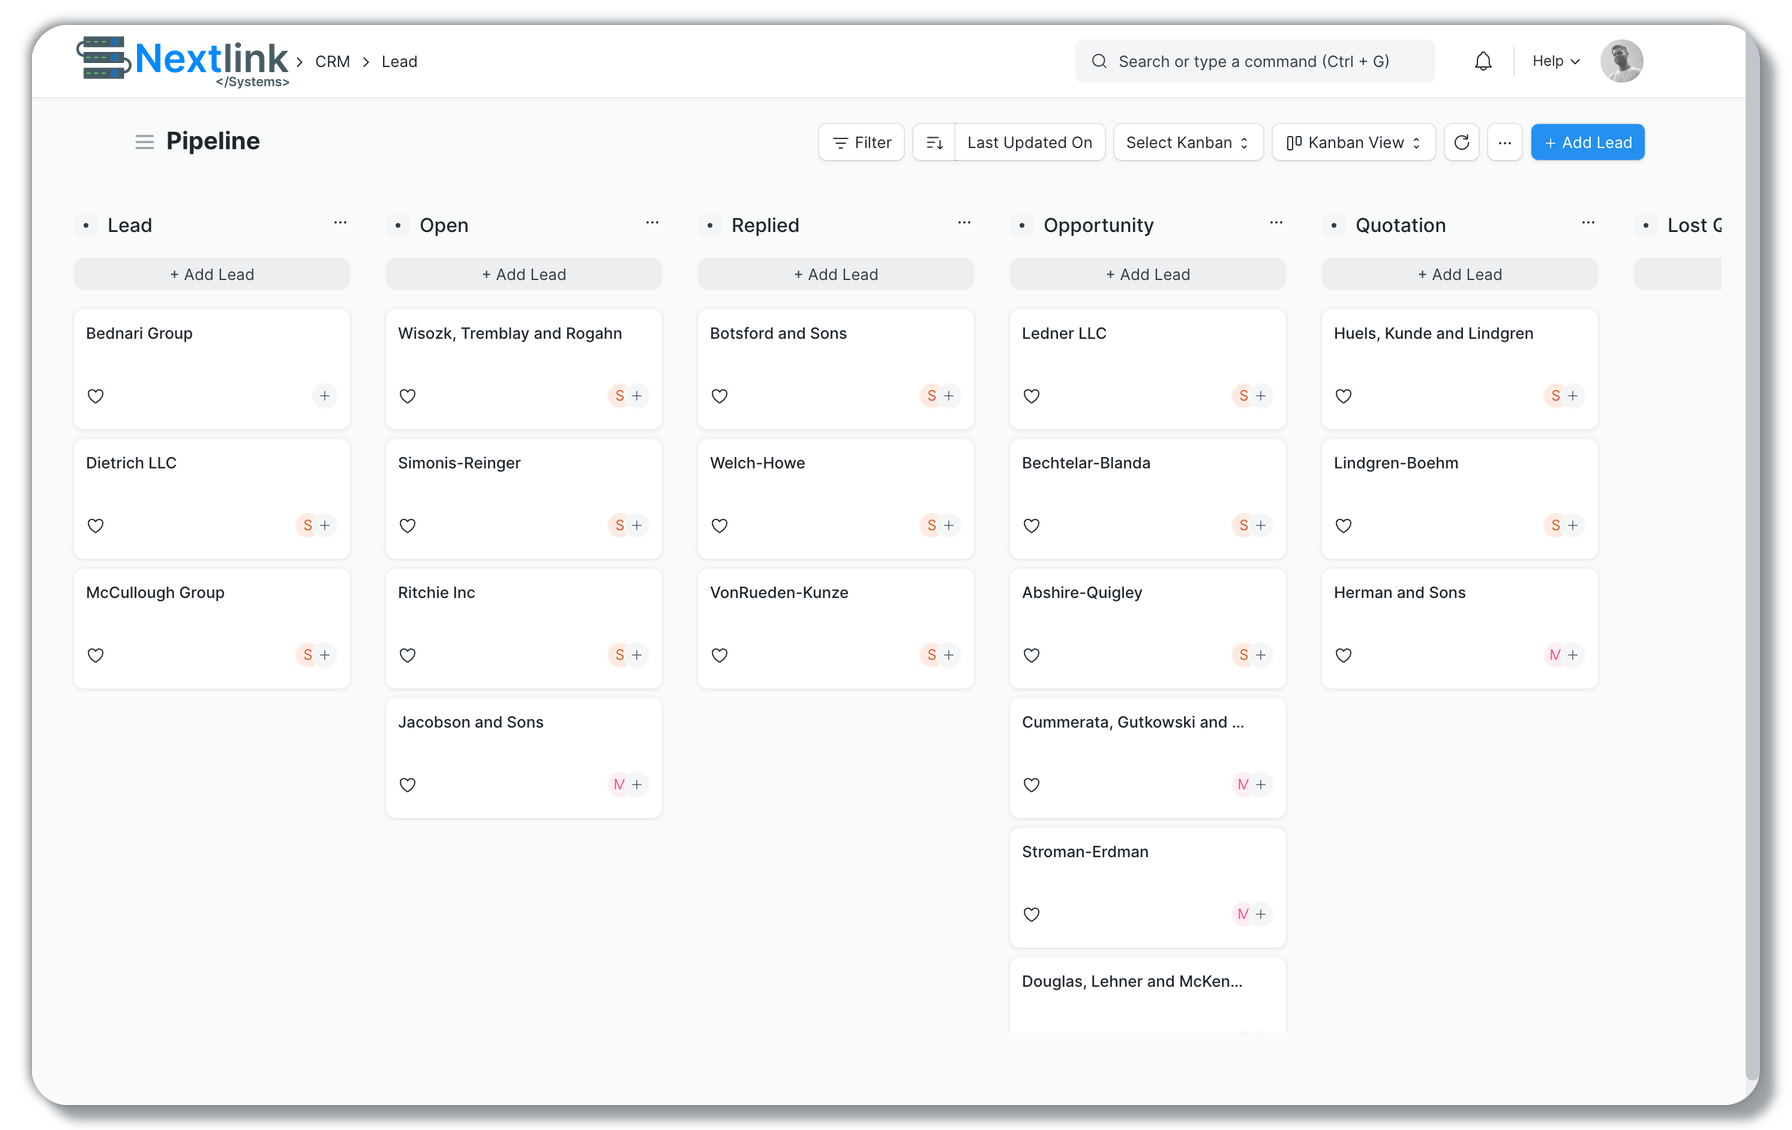 Nextlink
</Systems>
CRM
Lead
Search or type a command (Ctrl + G)
Help
Pipeline
Filter
Last Updated On
Select Kanban
Kanban View
...
+ Add Lead
Lead
...
+ Add Lead
Bednari Group
+
Dietrich LLC
S +
McCullough Group
S +
Open
...
+ Add Lead
Wisozk, Tremblay and Rogahn
S +
Simonis-Reinger
S +
Ritchie Inc
S +
Jacobson and Sons
M +
Replied
...
+ Add Lead
Botsford and Sons
S +
Welch-Howe
S +
VonRueden-Kunze
S +
Opportunity
...
+ Add Lead
Ledner LLC
S +
Bechtelar-Blanda
S +
Abshire-Quigley
S +
Cummerata, Gutkowski and ...
M +
Stroman-Erdman
M +
Douglas, Lehner and McKen...
Quotation
...
+ Add Lead
Huels, Kunde and Lindgren
S +
Lindgren-Boehm
S +
Herman and Sons
M +
Lost